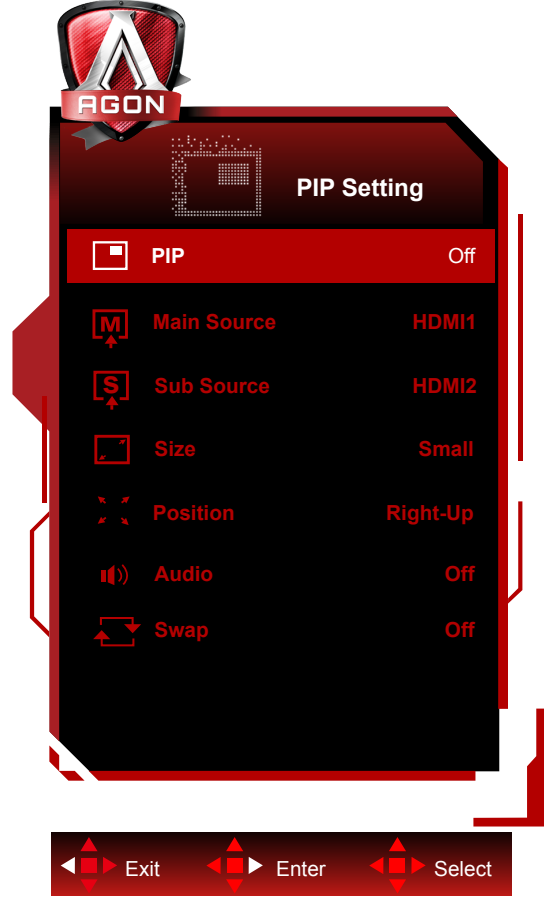 AGON
PIP Setting
PIP Off
M Main Source HDMI1
S Sub Source HDMI2
Size Small
Position Right-Up
Audio Off
Swap Off
Exit Enter Select